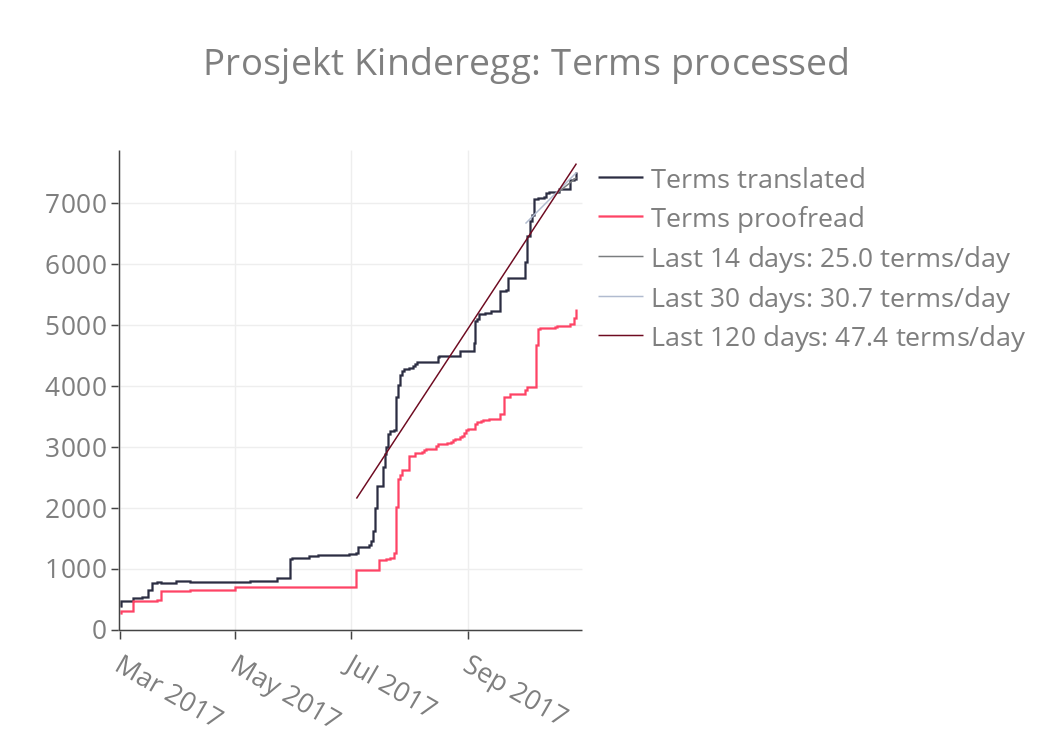 Prosjekt Kinderegg: Terms processed
Terms translated
Terms proofread
Last 14 days: 25.0 terms/day
Last 30 days: 30.7 terms/day
Last 120 days: 47.4 terms/day
7000
6000
5000
4000
3000
2000
1000
0
Mar 2017
May 2017
Jul 2017
Sep 2017